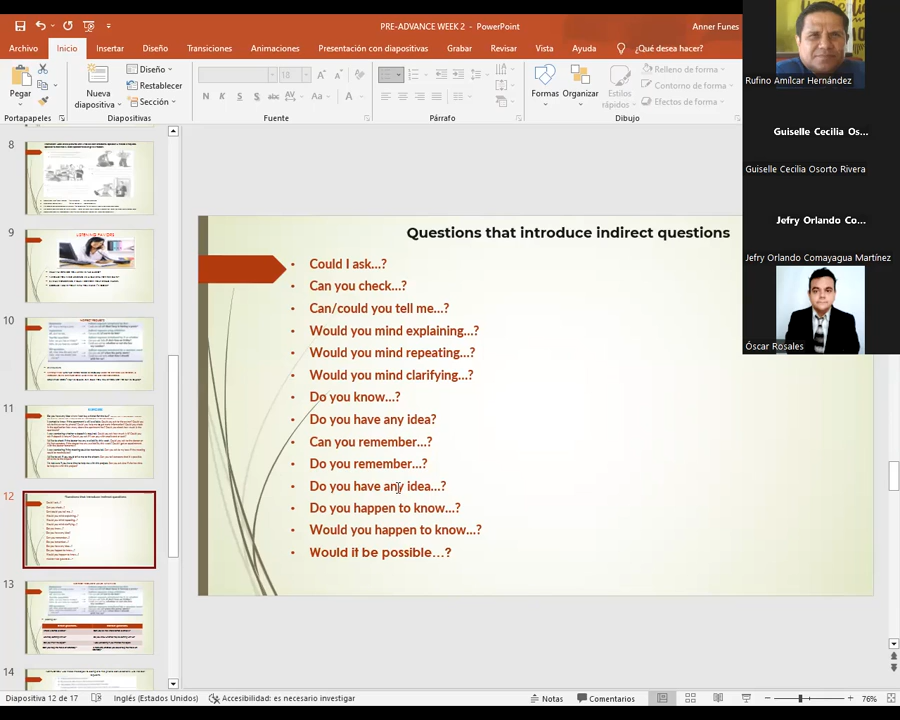 PRE-ADVANCE WEEK 2 - PowerPoint
Anner Funes
Archivo Inicio Insertar Diseño Transiciones Animaciones Presentación con diapositivas Grabar Revisar Vista Ayuda ¿Qué desea hacer?
Pegar
Nueva diapositiva
Diseño
Restablecer
Sección
18
N K S S abc AV Aa A
Formas
Organizar
Estilos rápidos
Relleno de forma
Contorno de forma
Efectos de forma
Portapapeles
Diapositivas
Fuente
Párrafo
Dibujo
Rufino Amílcar Hernández
Guiselle Cecilia Os...
Guiselle Cecilia Osorto Rivera
Jefry Orlando Co...
Jefry Orlando Comayagua Martínez
Óscar Rosales
8
9
10
11
12
13
14
Questions that introduce indirect questions
• Could I ask...?
• Can you check...?
• Can/could you tell me...?
• Would you mind explaining...?
• Would you mind repeating...?
• Would you mind clarifying...?
• Do you know...?
• Do you have any idea?
• Can you remember...?
• Do you remember...?
• Do you have any idea...?
• Do you happen to know...?
• Would you happen to know...?
• Would it be possible...?
Diapositiva 12 de 17
Inglés (Estados Unidos)
Accesibilidad: es necesario investigar
Notas
Comentarios
76%